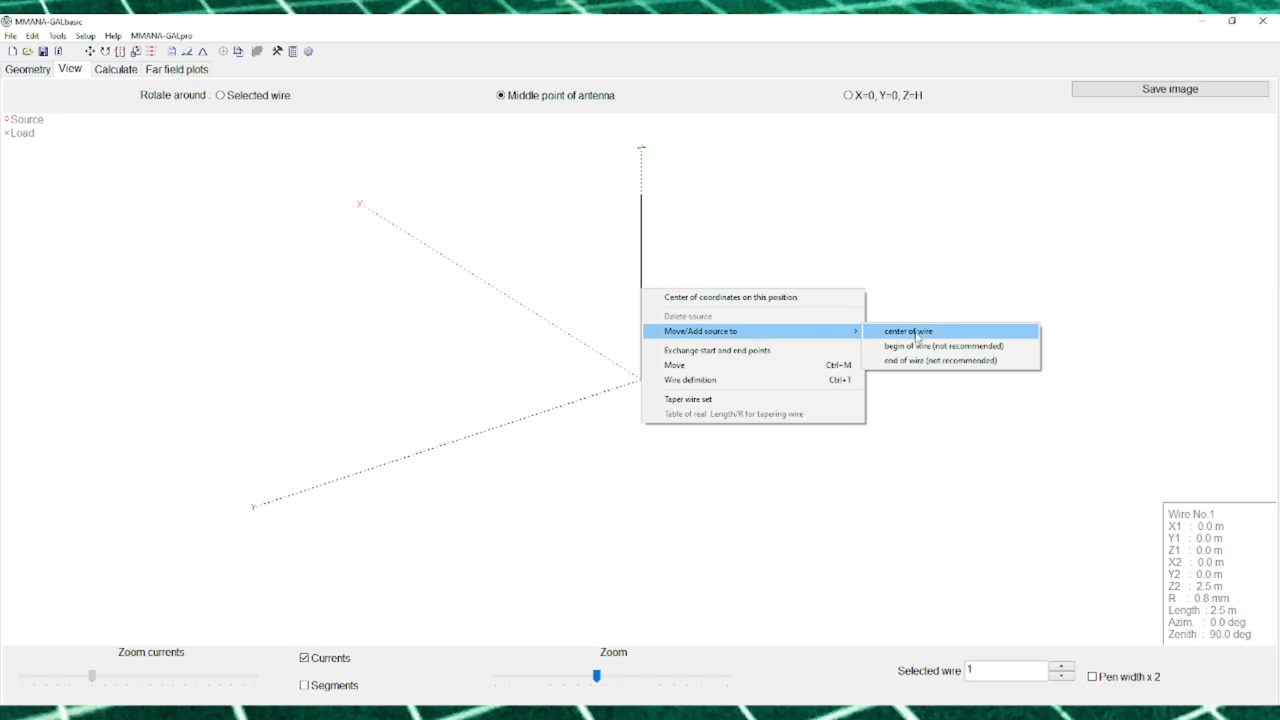 MMANA-GALbasic
File Edit Tools Setup Help MMANA-GALpro
Geometry View Calculate Far field plots
Rotate around : Selected wire Middle point of antenna X=0, Y=0, Z=H Save image
Source
Load
X
Center of coordinates on this position
Delete source
Move/Add source to
center of wire
begin of wire (not recommended)
end of wire (not recommended)
Exchange start and end points
Move Ctrl+M
Wire definition Ctrl+T
Taper wire set
Table of real Length/R for tapering wire
Y
Wire No.1
X1 : 0.0 m
Y1 : 0.0 m
Z1 : 0.0 m
X2 : 0.0 m
Y2 : 0.0 m
Z2 : 2.5 m
R : 0.8 mm
Length : 2.5 m
Azim. : 0.0 deg
Zenith : 90.0 deg
Zoom currents
Currents
Segments
Zoom
Selected wire 1
Pen width x 2